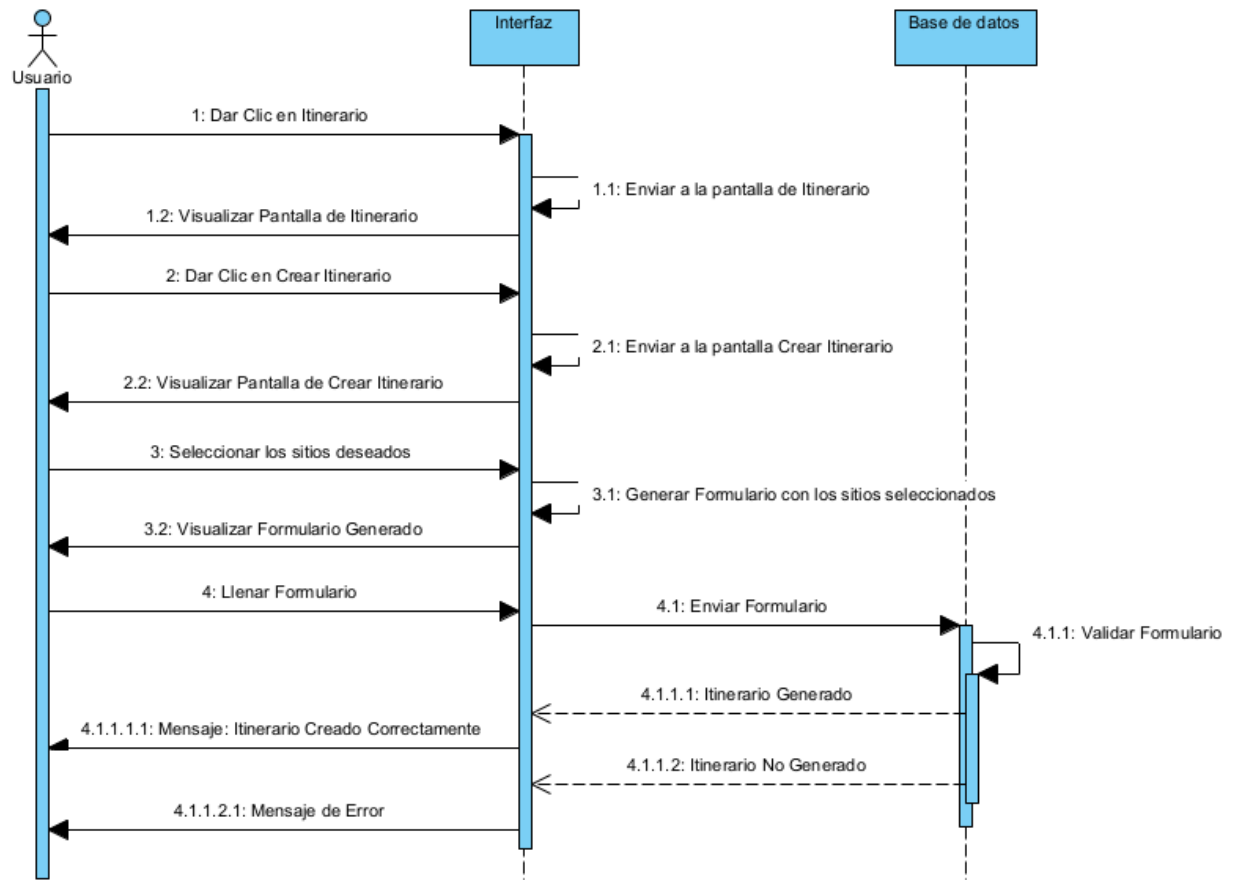 Usuario
Interfaz
Base de datos
1: Dar Clic en Itinerario
1.1: Enviar a la pantalla de Itinerario
1.2: Visualizar Pantalla de Itinerario
2: Dar Clic en Crear Itinerario
2.1: Enviar a la pantalla Crear Itinerario
2.2: Visualizar Pantalla de Crear Itinerario
3: Seleccionar los sitios deseados
3.1: Generar Formulario con los sitios seleccionados
3.2: Visualizar Formulario Generado
4: Llenar Formulario
4.1: Enviar Formulario
4.1.1: Validar Formulario
4.1.1.1: Itinerario Generado
4.1.1.1.1: Mensaje: Itinerario Creado Correctamente
4.1.1.2: Itinerario No Generado
4.1.1.2.1: Mensaje de Error